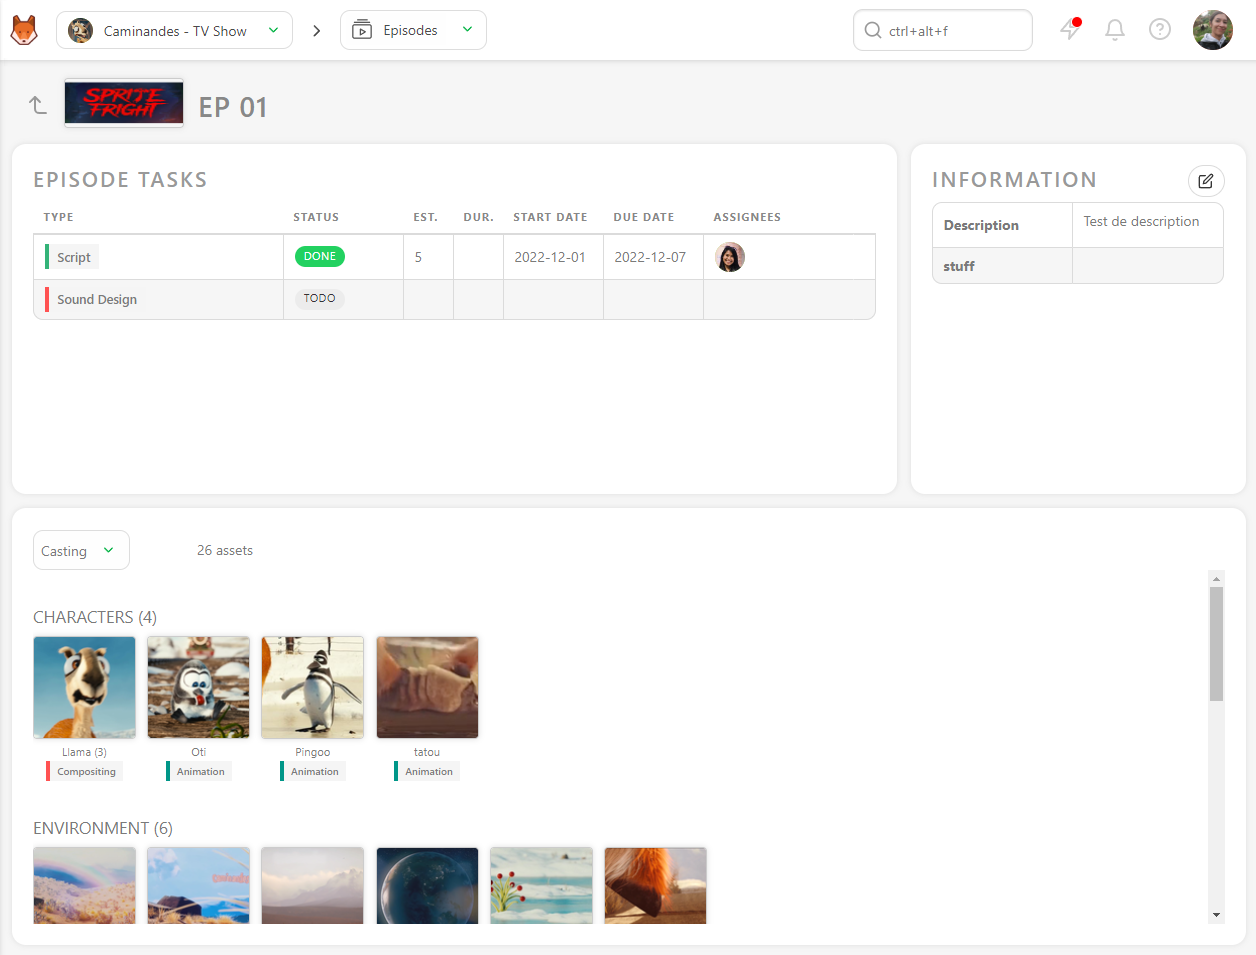 Caminandes - TV Show
Episodes
ctrl+alt+f
SPRITE
FRIGHT
EP 01
EPISODE TASKS
TYPE STATUS EST. DUR. START DATE DUE DATE ASSIGNEES
Script DONE 5 2022-12-01 2022-12-07
Sound Design TODO
INFORMATION
Description Test de description
stuff
Casting
26 assets
CHARACTERS (4)
Llama (3) Oti Pingoo tatou
Compositing Animation Animation Animation
ENVIRONMENT (6)